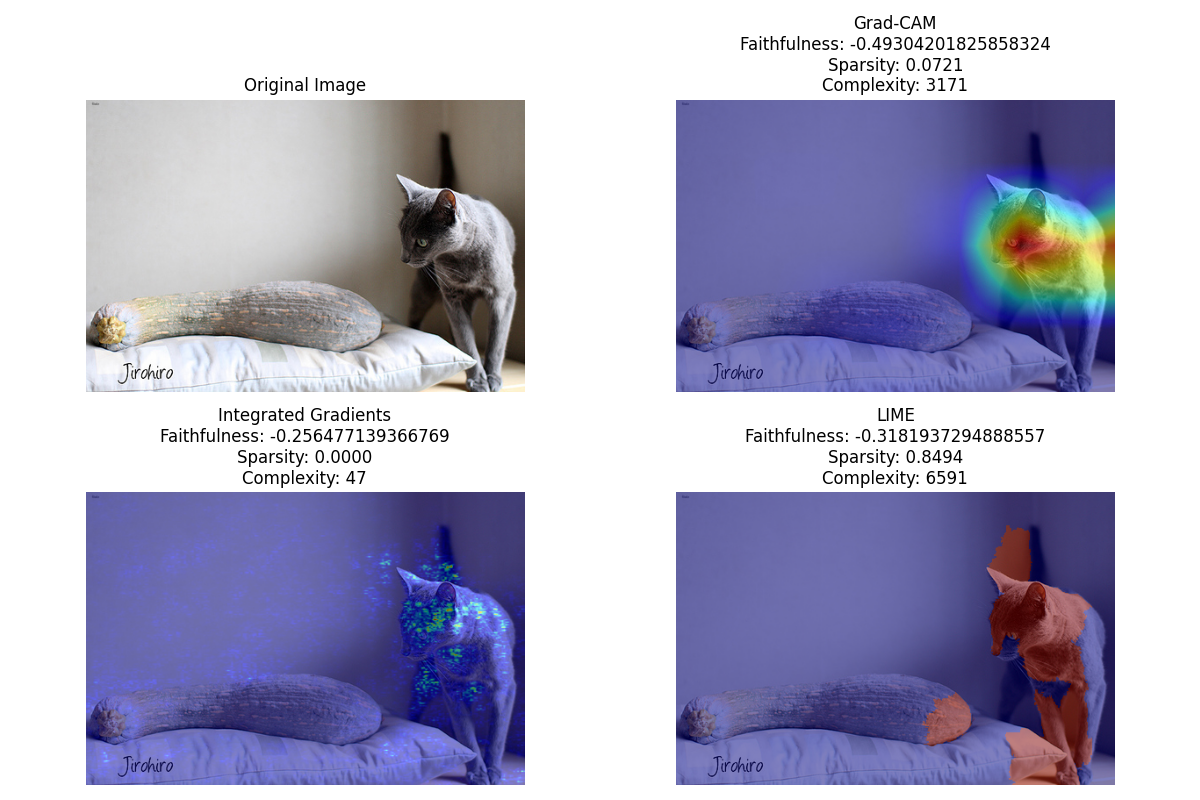 Original Image
Grad-CAM
Faithfulness: -0.49304201825858324
Sparsity: 0.0721
Complexity: 3171
Jirohiro
Jirohiro
Integrated Gradients
Faithfulness: -0.256477139366769
Sparsity: 0.0000
Complexity: 47
LIME
Faithfulness: -0.3181937294888557
Sparsity: 0.8494
Complexity: 6591
Jirohiro
Jirohiro